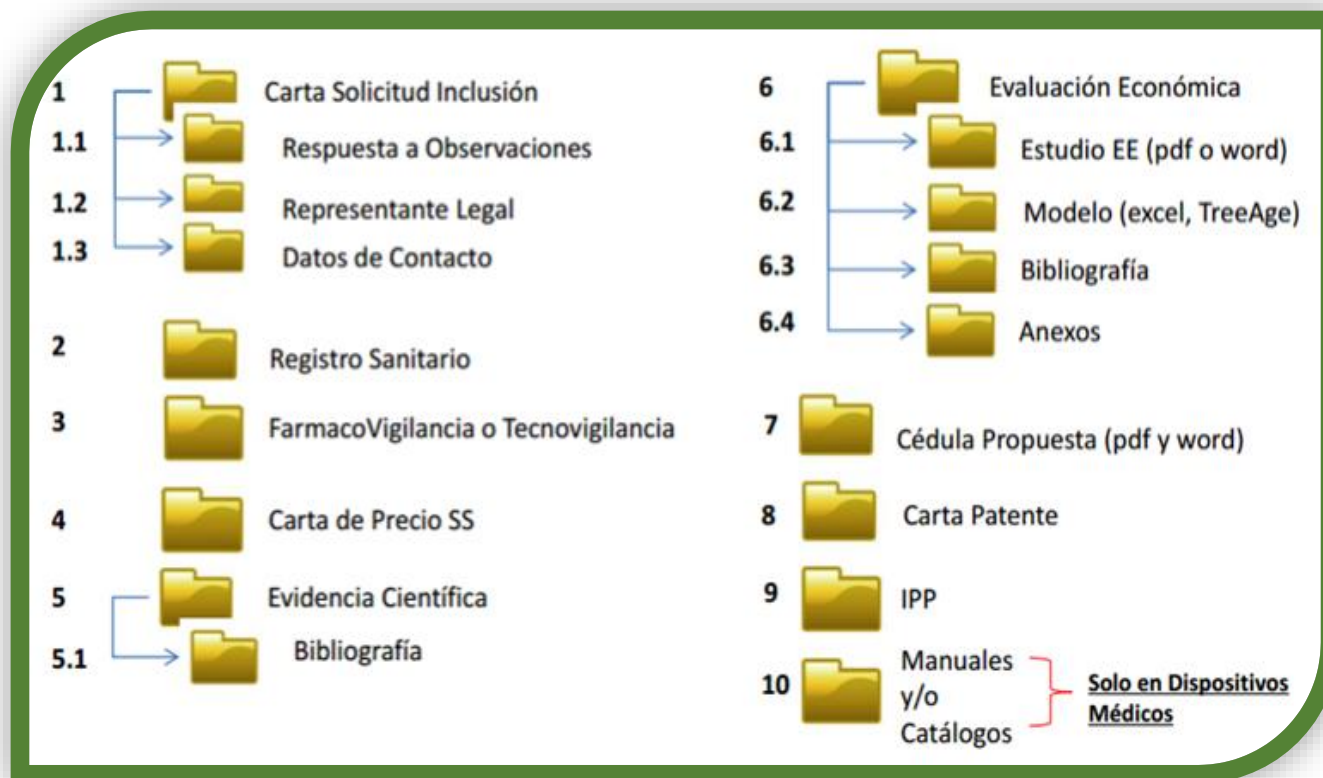 1 Carta Solicitud Inclusión
1.1 Respuesta a Observaciones
1.2 Representante Legal
1.3 Datos de Contacto
2 Registro Sanitario
3 FarmacoVigilancia o Tecnovigilancia
4 Carta de Precio SS
5 Evidencia Científica
5.1 Bibliografía
6 Evaluación Económica
6.1 Estudio EE (pdf o word)
6.2 Modelo (excel, TreeAge)
6.3 Bibliografía
6.4 Anexos
7 Cédula Propuesta (pdf y word)
8 Carta Patente
9 IPP
10 Manuales
y/o
Catálogos
Solo en Dispositivos
Médicos